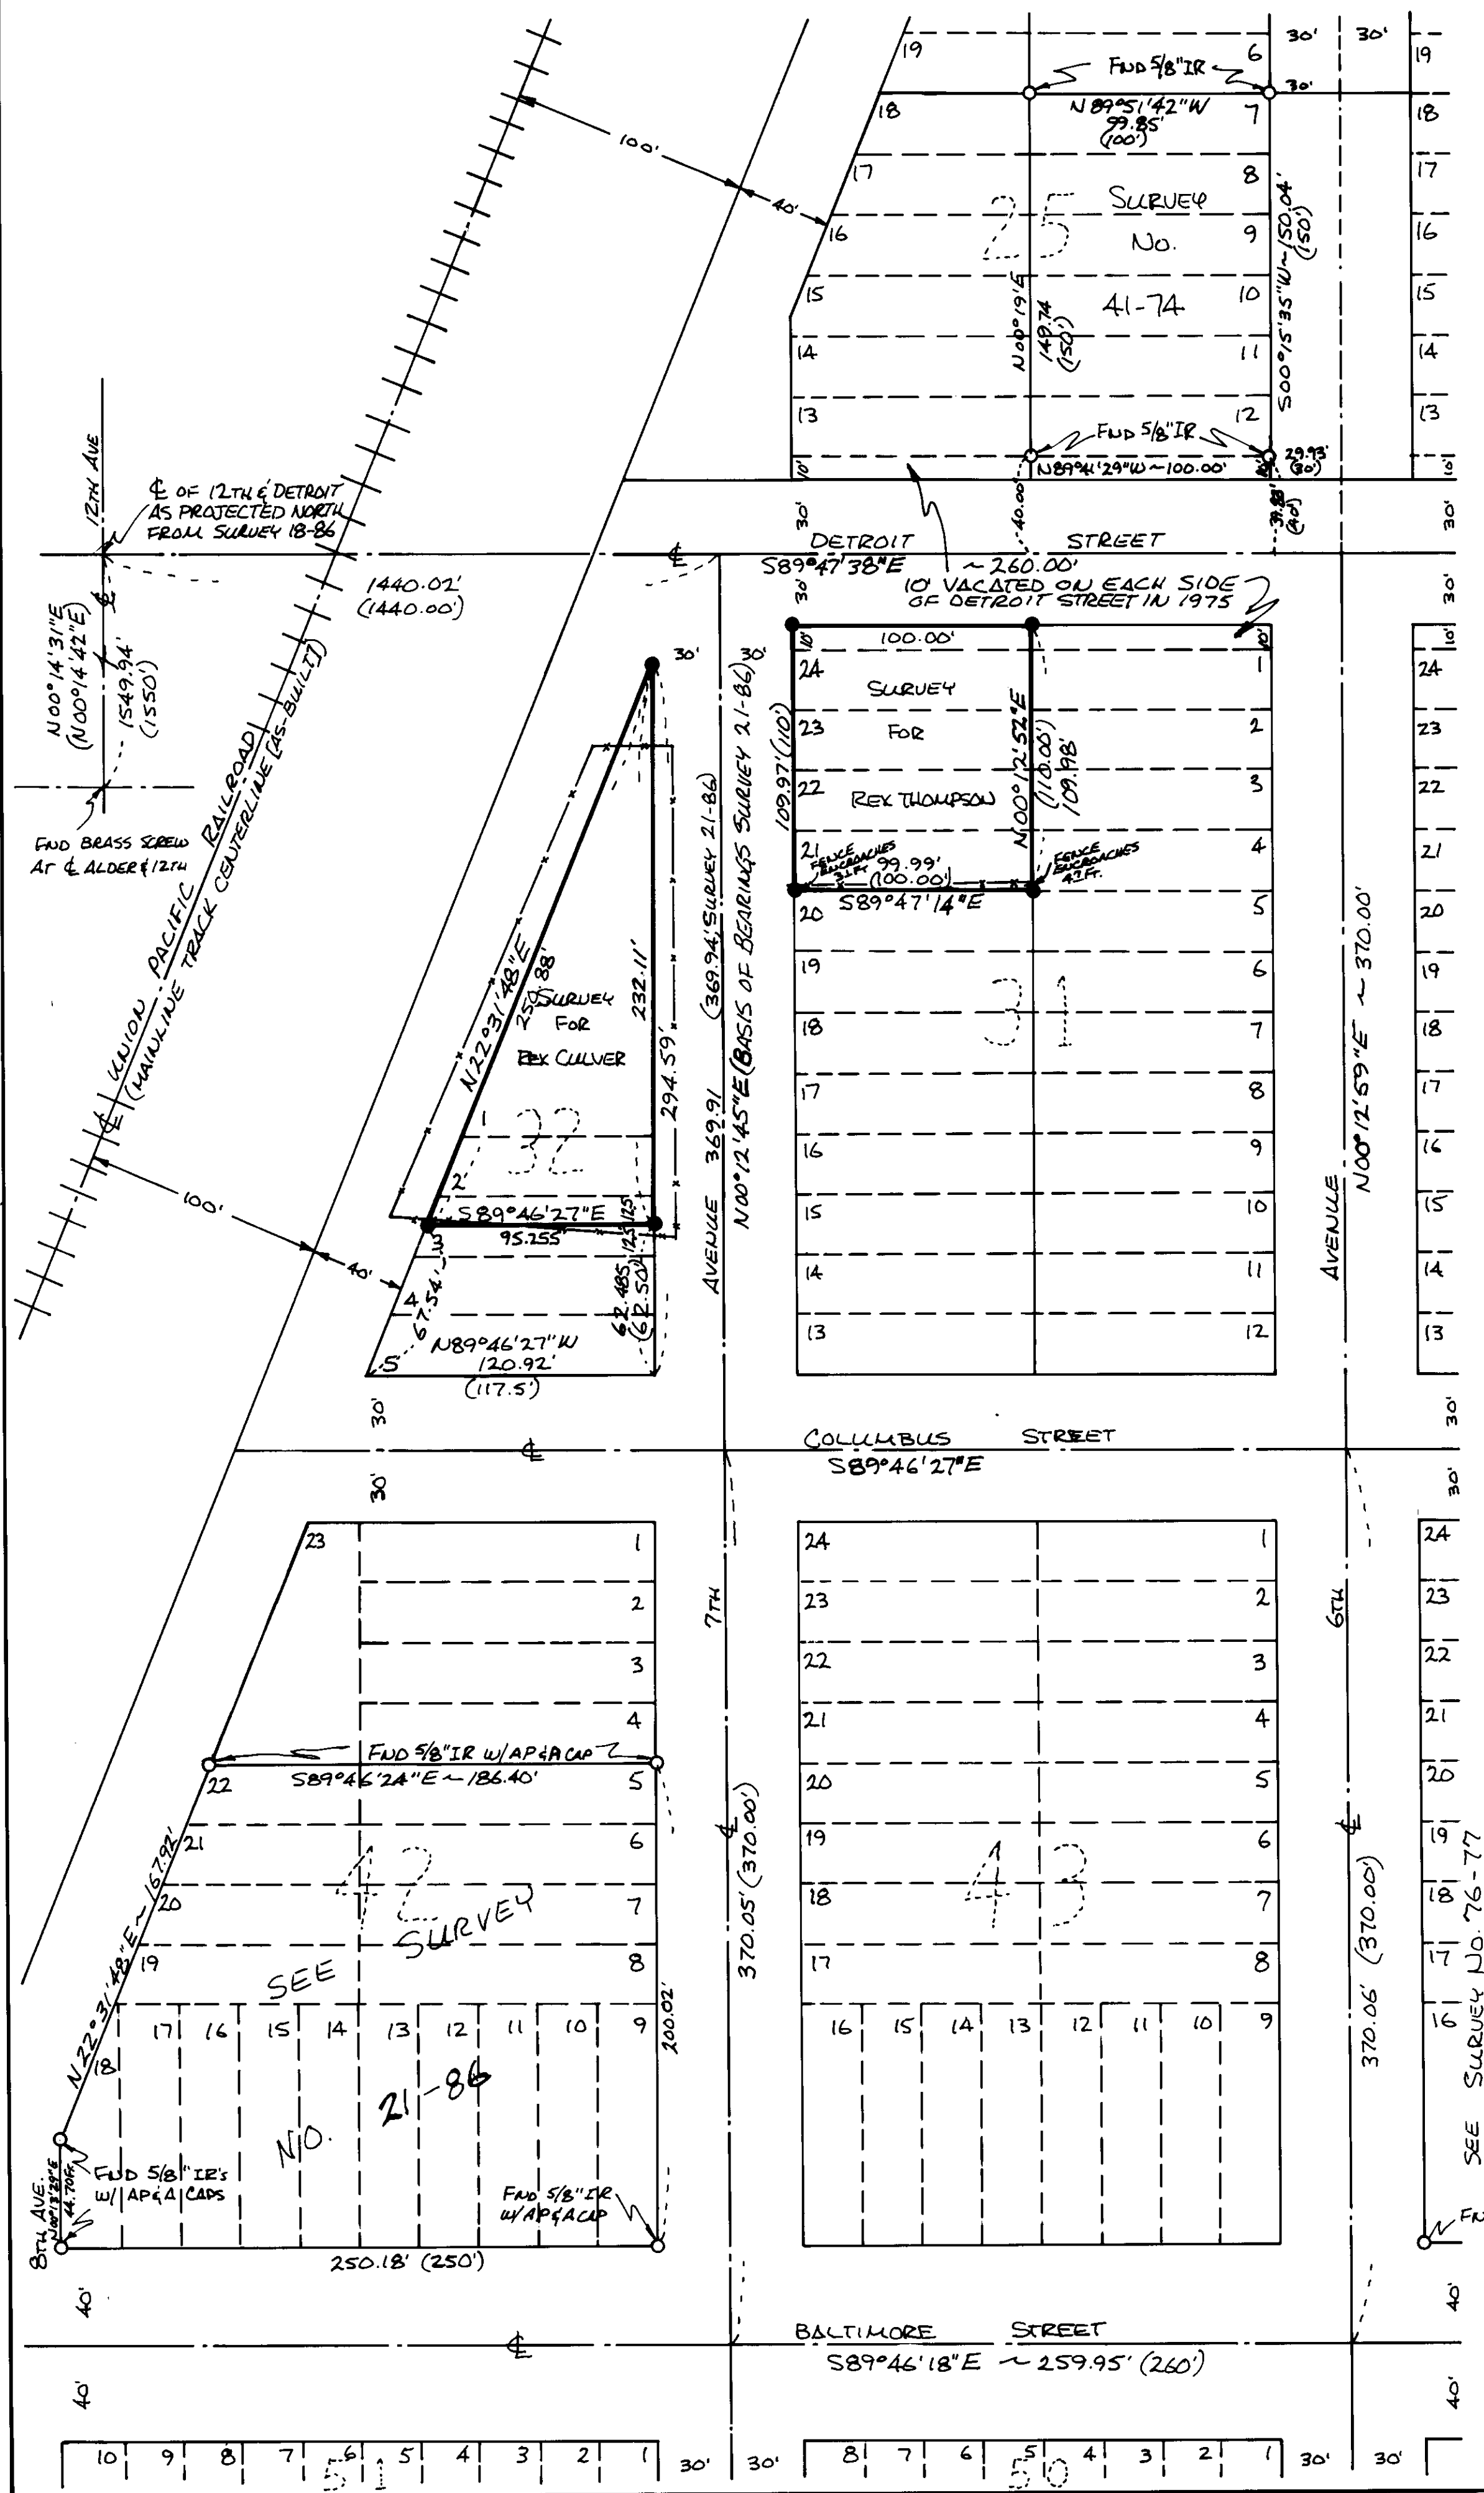 30' 30'
19 6 19
FND 5/8" IR
30'
N89°51'42"W
99.85'
(100')
18 7 18
100'
17 8 17
40'
25 SURVEY
No.
41-74
16 9 16
S00°15'35"W~150.04'
(150')
N00°19'E
149.74
(150')
15 10 15
14 11 14
13 12 13
FND 5/8" IR
N89°41'29"W~100.00'
29.93'
(30')
10' 10' 10'
12TH AVE
℄ OF 12TH & DETROIT
AS PROJECTED NORTH
FROM SURVEY 18-86
30' 40.00' (40') 30'
DETROIT STREET
S89°47'38"E ~260.00'
1440.02'
(1440.00')
10' VACATED ON EACH SIDE
OF DETROIT STREET IN 1975
30' 30'
N00°14'31"E
(N00°14'42"E)
1549.94'
(1550')
FND BRASS SCREW
AT ℄ ALDER & 12TH
℄ UNION PACIFIC RAILROAD
(MAINLINE TRACK CENTERLINE [AS-BUILT])
30' 30'
10' 100.00' 10' 10'
24 1 24
SURVEY
FOR
REX THOMPSON
23 2 23
22 3 22
21 4 21
109.97' (110')
N00°12'52"E
(110.00')
109.98'
FENCE
ENCROACHES
FENCE
ENCROACHES
99.99'
(100.00')
S89°47'14"E
20 5 20
19 6 19
31
18 7 18
17 8 17
16 9 16
15 10 15
14 11 14
13 12 13
N22°31'48"E
250.88'
SURVEY
FOR
REX CULVER
232.11'
294.59'
1
32
2
S89°46'27"E
95.255'
12.5 12.5
3
67.54'
62.485
(62.50')
4
N89°46'27"W
120.92'
(117.5')
5
100'
40'
AVENUE 369.91 (369.94', SURVEY 21-86)
N00°12'45"E (BASIS OF BEARINGS SURVEY 21-86)
AVENUE N00°12'59"E ~ 370.00'
30' 30'
℄ COLUMBUS STREET
S89°46'27"E
30' 30'
23 1 24 1 24
2 23 2 23
3 22 3 22
4 21 4 21
7TH
6TH
FND 5/8" IR W/ AP&A CAP
S89°46'24"E ~ 186.40'
22 5 20 5 20
21 6 19 6 19
20 7 18 7 18
19 8 17 8 17
42
43
SEE SURVEY
NO. 21-86
N22°31'48"E ~ 167.92'
370.05' (370.00')
℄
370.06' (370.00')
℄
SEE SURVEY NO. 76-77
200.02'
18 17 16 15 14 13 12 11 10 9
16 15 14 13 12 11 10 9
16
8TH AVE.
N00°13'29"E
44.70Ft.
FND 5/8" IR's
W/ AP&A CAPS
FND 5/8" IR
W/ AP&A CAP
FN
250.18' (250')
40' 40'
℄ BALTIMORE STREET
S89°46'18"E ~ 259.95' (260')
40' 40'
10 9 8 7 6 5 4 3 2 1
51
30' 30'
8 7 6 5 4 3 2 1
50
30' 30'